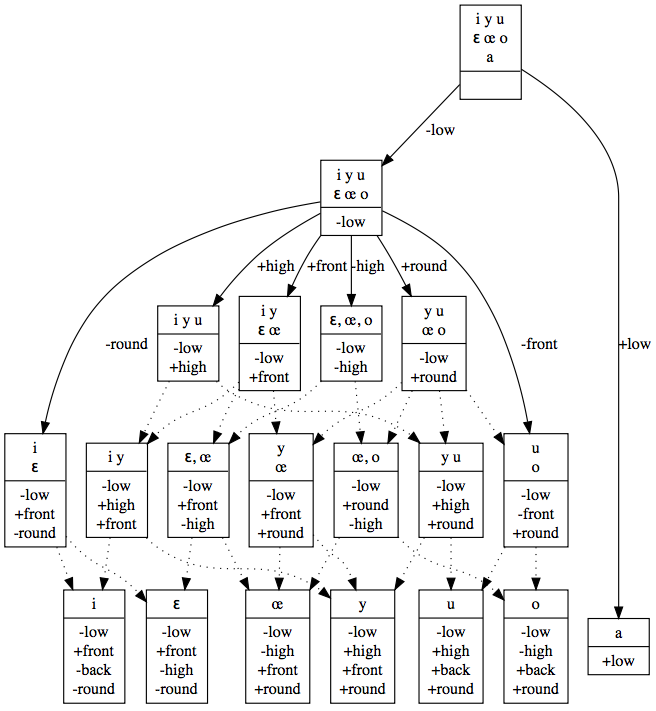 i y u
ɛ œ o
a
-low
i y u
ɛ œ o
-low
+high
+front
-high
+round
i y u
-low
+high
i y
ɛ œ
-low
+front
ɛ, œ, o
-low
-high
y u
œ o
-low
+round
-round
-front
+low
i
ɛ
-low
+front
-round
i y
-low
+high
+front
ɛ, œ
-low
+front
-high
y
œ
-low
+front
+round
œ, o
-low
+round
-high
y u
-low
+high
+round
u
o
-low
-front
+round
i
-low
+front
-back
-round
ɛ
-low
+front
-high
-round
œ
-low
-high
+front
+round
y
-low
+high
+front
+round
u
-low
+high
+back
+round
o
-low
-high
+back
+round
a
+low